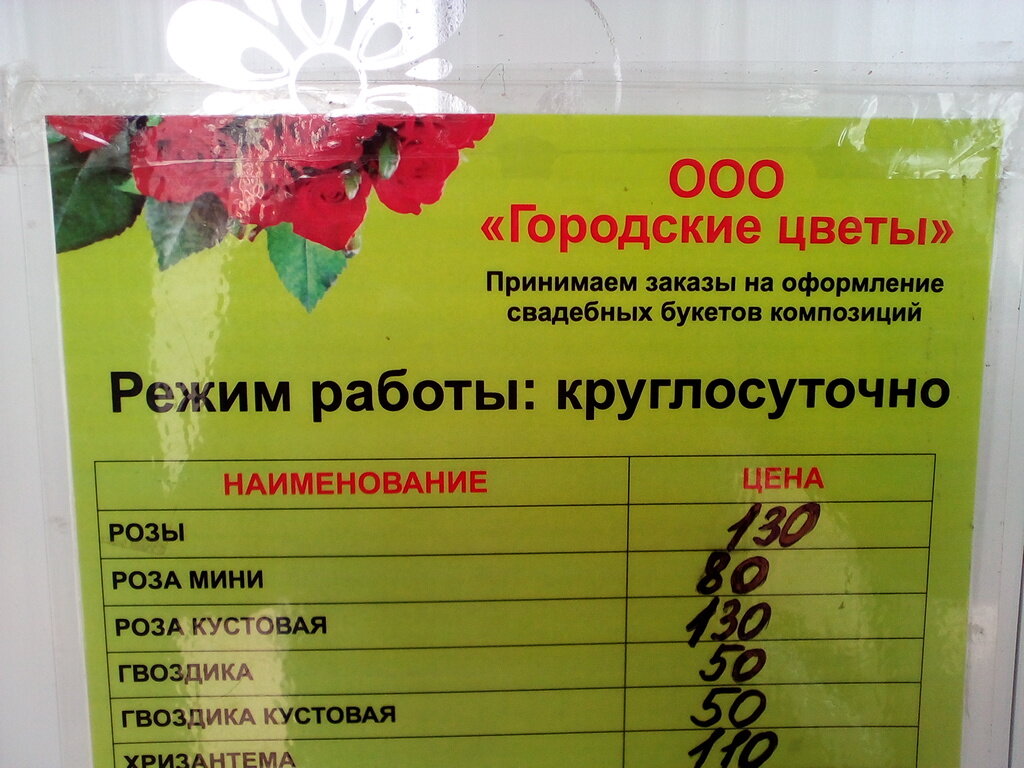 ООО
«Городские цветы»
Принимаем заказы на оформление
свадебных букетов композиций
Режим работы: круглосуточно
НАИМЕНОВАНИЕ ЦЕНА
РОЗЫ 130
РОЗА МИНИ 80
РОЗА КУСТОВАЯ 130
ГВОЗДИКА 50
ГВОЗДИКА КУСТОВАЯ 50
ХРИЗАНТЕМА 110